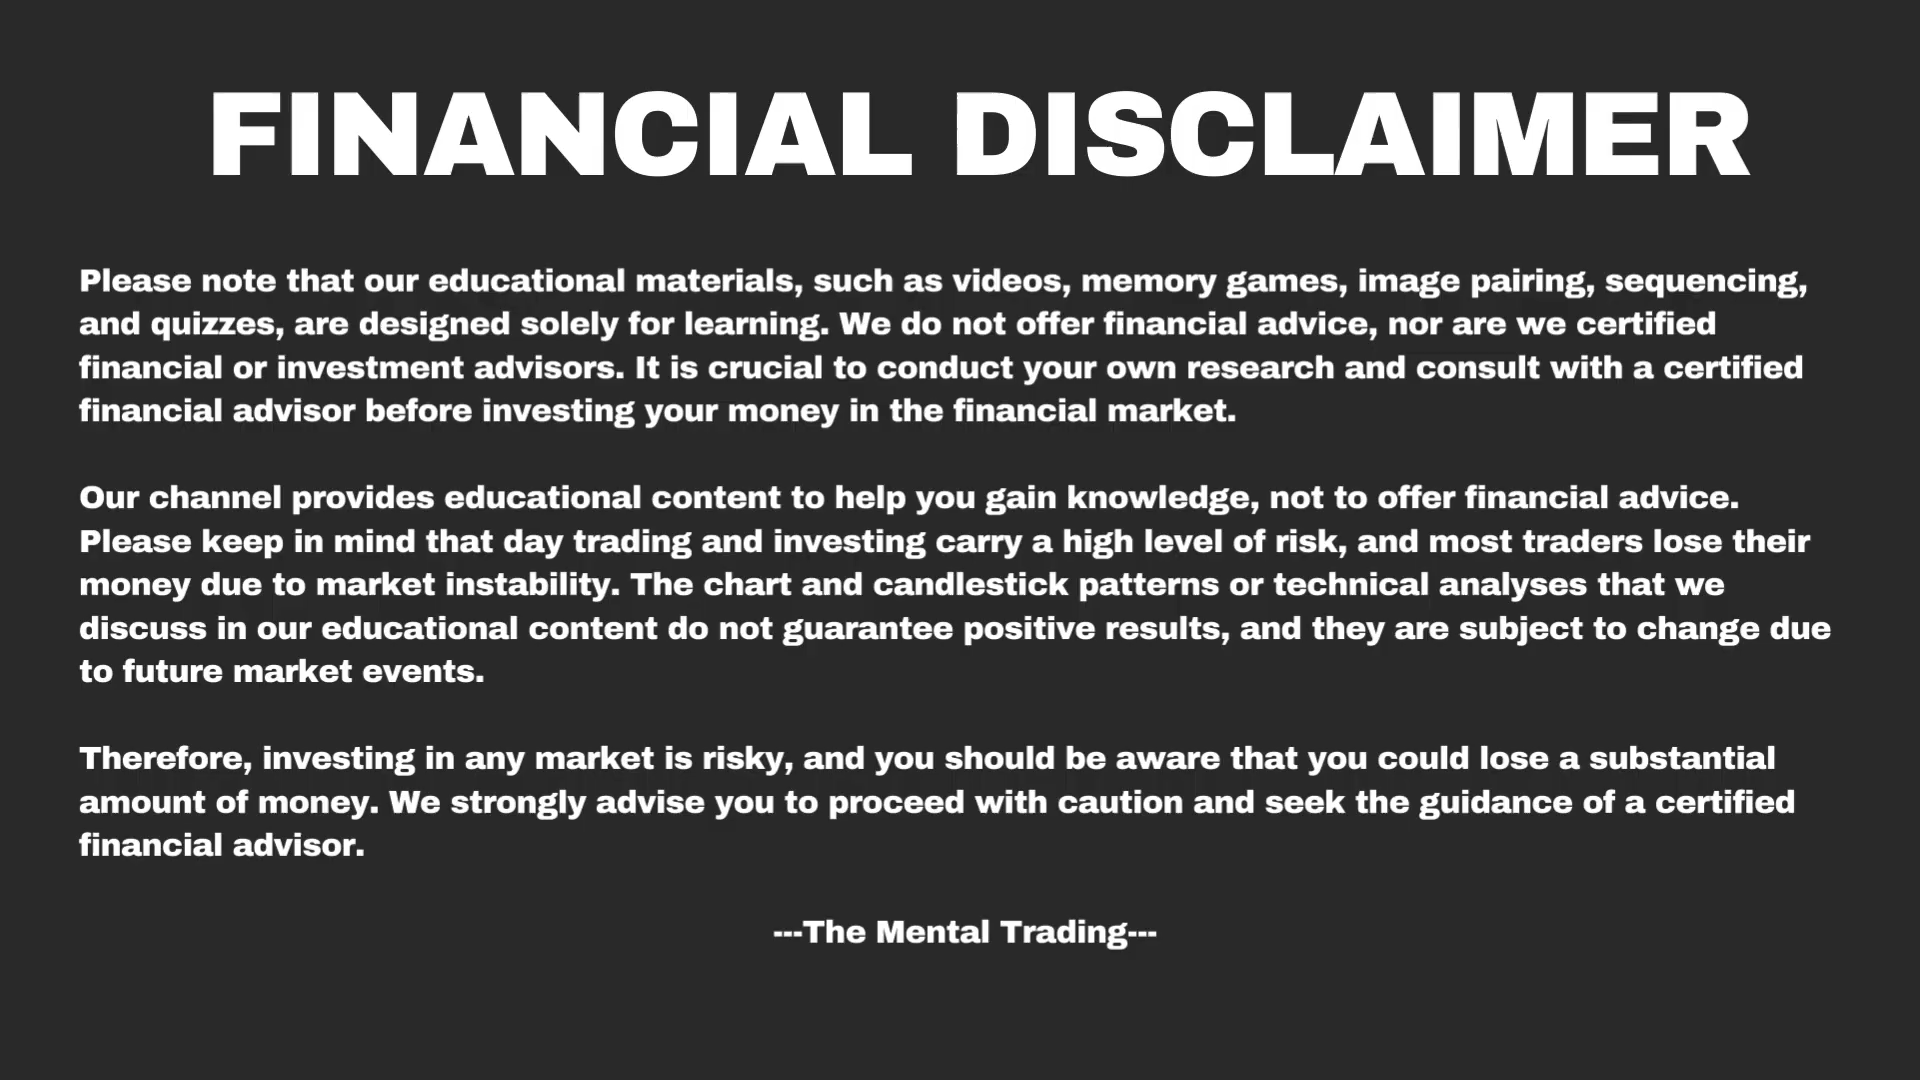 FINANCIAL DISCLAIMER
Please note that our educational materials, such as videos, memory games, image pairing, sequencing,
and quizzes, are designed solely for learning. We do not offer financial advice, nor are we certified
financial or investment advisors. It is crucial to conduct your own research and consult with a certified
financial advisor before investing your money in the financial market.
Our channel provides educational content to help you gain knowledge, not to offer financial advice.
Please keep in mind that day trading and investing carry a high level of risk, and most traders lose their
money due to market instability. The chart and candlestick patterns or technical analyses that we
discuss in our educational content do not guarantee positive results, and they are subject to change due
to future market events.
Therefore, investing in any market is risky, and you should be aware that you could lose a substantial
amount of money. We strongly advise you to proceed with caution and seek the guidance of a certified
financial advisor.
---The Mental Trading---